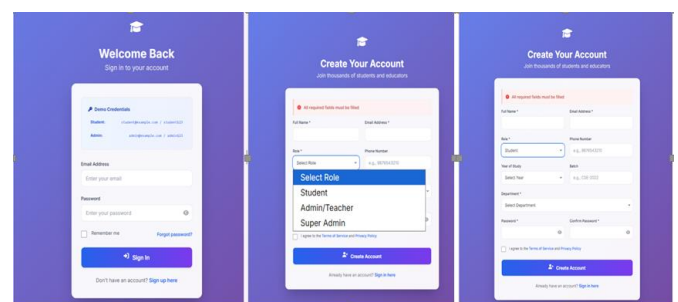 Welcome Back
Sign in to your account
Demo Credentials
Student
Admin
Email Address
Enter your email
Password
Enter your password
Remember me Forgot password?
Sign In
Don't have an account? Sign up here
Create Your Account
Join thousands of students and educators
All required fields must be filled
Full Name * Email Address *
Role * Phone Number
Select Role e.g., 9876543210
Select Role
Student
Admin/Teacher
Super Admin
I agree to the Terms of Service and Privacy Policy
Create Account
Already have an account? Sign in here
Create Your Account
Join thousands of students and educators
All required fields must be filled
Full Name * Email Address *
Role * Phone Number
Student e.g., 9876543210
Year of Study Batch
Select Year
Department *
Select Department
Password * Confirm Password *
I agree to the Terms of Service and Privacy Policy
Create Account
Already have an account? Sign in here